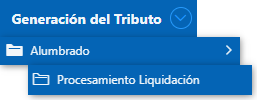 Generación del Tributo
Alumbrado
Procesamiento Liquidación